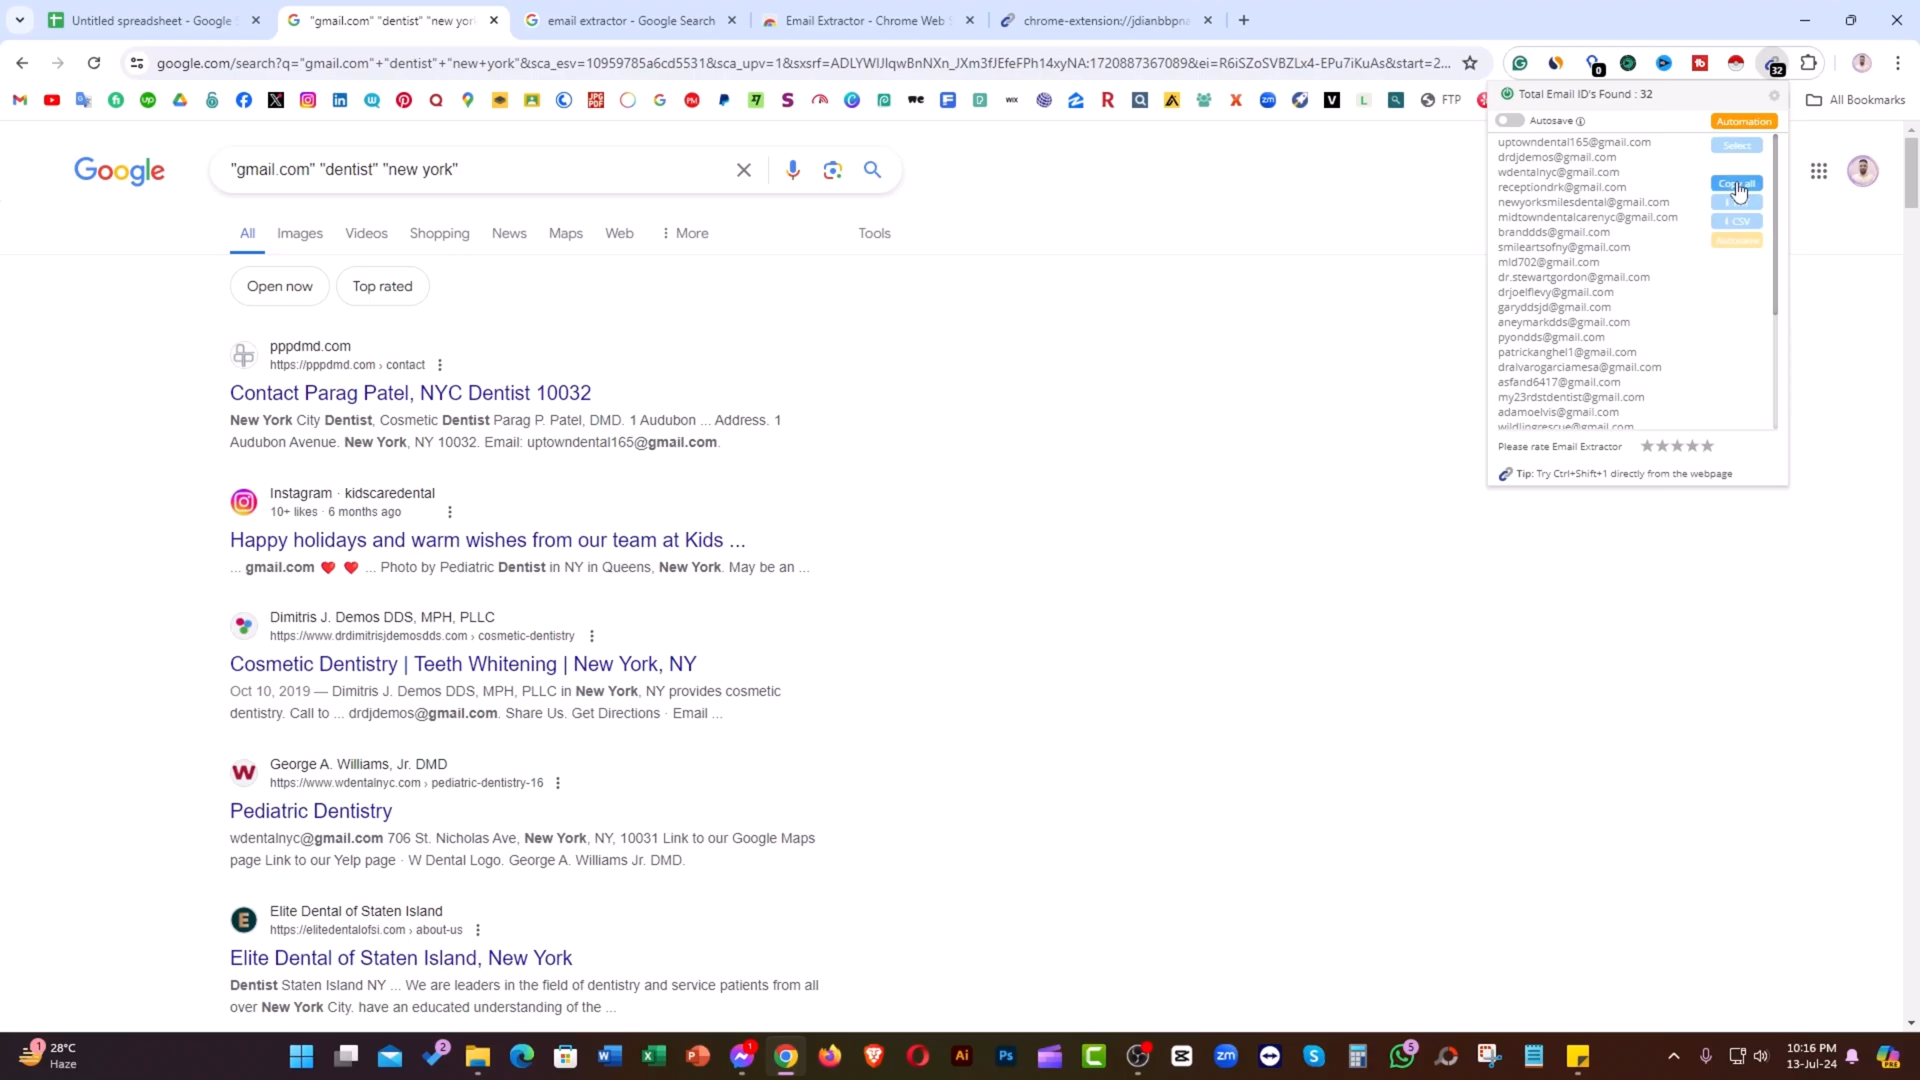 Untitled spreadsheet - Google
"gmail.com" "dentist" "new yor
email extractor - Google Search
Email Extractor - Chrome Web
chrome-extension://jdianbbpna
google.com/search?q="gmail.com"+"dentist"+"new+york"&sca_esv=10959785a6cd5531&sca_upv=1&sxsrf=ADLYWIJIqwBnNXn_JXm3fJEfeFPh14xyNA:1720887367089&ei=R6iSZoSVBZLx4-EPu7iKuAs&start=2...
0
32
FTP
All Bookmarks
Total Email ID's Found : 32
Autosave
Automation
uptowndental165@gmail.com
drdjdemos@gmail.com
wdentalnyc@gmail.com
receptiondrk@gmail.com
newyorksmilesdental@gmail.com
midtowndentalcarenyc@gmail.com
branddds@gmail.com
smileartsofny@gmail.com
mld702@gmail.com
dr.stewartgordon@gmail.com
drjoelflevy@gmail.com
garyddsjd@gmail.com
aneymarkdds@gmail.com
pyondds@gmail.com
patrickanghel1@gmail.com
dralvarogarciamesa@gmail.com
asfand6417@gmail.com
my23rdstdentist@gmail.com
adamoelvis@gmail.com
wildlingrescue@gmail.com
Select
Copy all
CSV
Autosave
Please rate Email Extractor
Tip: Try Ctrl+Shift+1 directly from the webpage
Google
"gmail.com" "dentist" "new york"
All
Images
Videos
Shopping
News
Maps
Web
More
Tools
Open now
Top rated
pppdmd.com
https://pppdmd.com › contact
Contact Parag Patel, NYC Dentist 10032
New York City Dentist, Cosmetic Dentist Parag P. Patel, DMD. 1 Audubon ... Address. 1
Audubon Avenue. New York, NY 10032. Email: uptowndental165@gmail.com.
Instagram · kidscaredental
10+ likes · 6 months ago
Happy holidays and warm wishes from our team at Kids ...
... gmail.com ❤️ ❤️ ... Photo by Pediatric Dentist in NY in Queens, New York. May be an ...
Dimitris J. Demos DDS, MPH, PLLC
https://www.drdimitrisjdemosdds.com › cosmetic-dentistry
Cosmetic Dentistry | Teeth Whitening | New York, NY
Oct 10, 2019 — Dimitris J. Demos DDS, MPH, PLLC in New York, NY provides cosmetic
dentistry. Call to ... drdjdemos@gmail.com. Share Us. Get Directions · Email ...
George A. Williams, Jr. DMD
https://www.wdentalnyc.com › pediatric-dentistry-16
Pediatric Dentistry
wdentalnyc@gmail.com 706 St. Nicholas Ave, New York, NY, 10031 Link to our Google Maps
page Link to our Yelp page · W Dental Logo. George A. Williams Jr. DMD.
Elite Dental of Staten Island
https://elitedentalofsi.com › about-us
Elite Dental of Staten Island, New York
Dentist Staten Island NY ... We are leaders in the field of dentistry and service patients from all
over New York City. have an educated understanding of the ...
28°C
Haze
10:16 PM
13-Jul-24